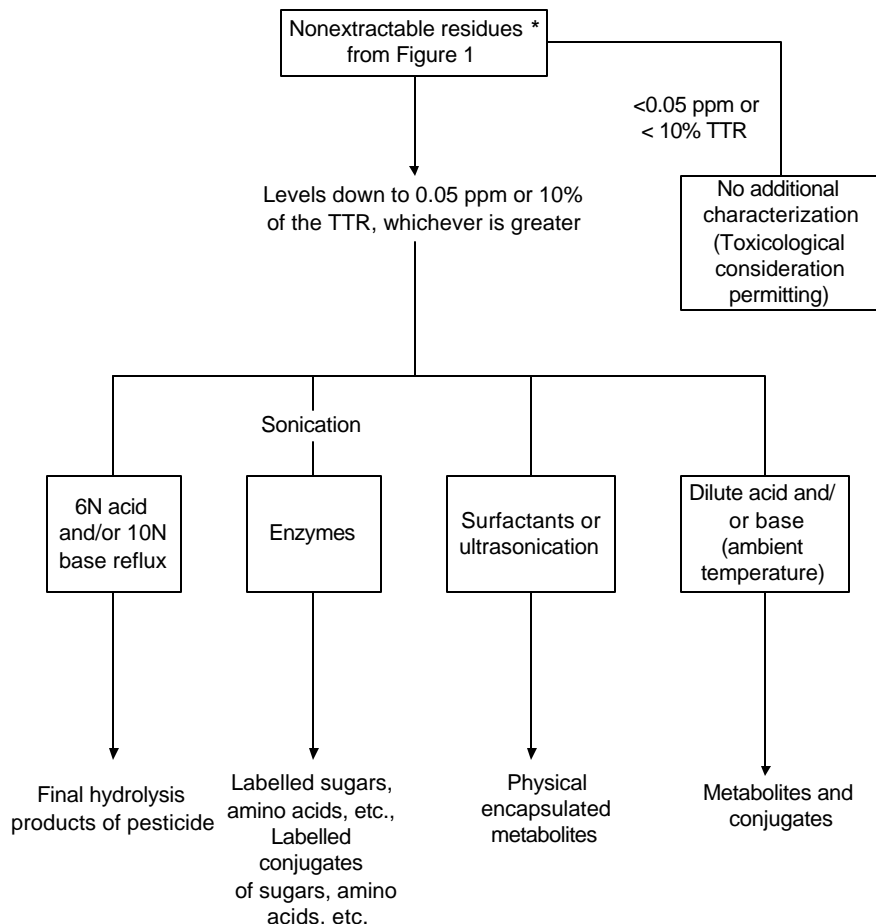 Nonextractable residues *
from Figure 1
<0.05 ppm or
< 10% TTR
Levels down to 0.05 ppm or 10%
of the TTR, whichever is greater
No additional
characterization
(Toxicological
consideration
permitting)
Sonication
6N acid
and/or 10N
base reflux
Enzymes
Surfactants or
ultrasonication
Dilute acid and/
or base
(ambient
temperature)
Final hydrolysis
products of pesticide
Labelled sugars,
amino acids, etc.,
Labelled
conjugates
of sugars, amino
acids, etc.
Physical
encapsulated
metabolites
Metabolites and
conjugates